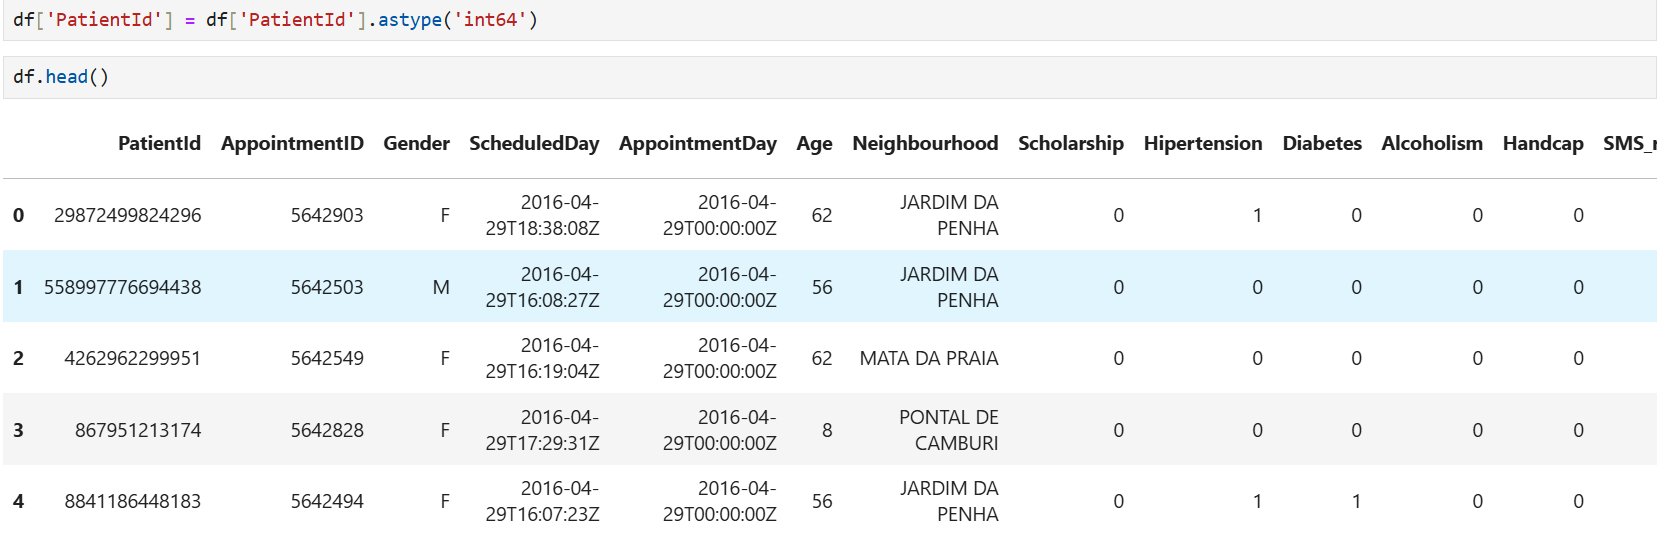 df['PatientId'] = df['PatientId'].astype('int64')
df.head()
PatientId AppointmentID Gender ScheduledDay AppointmentDay Age Neighbourhood Scholarship Hipertension Diabetes Alcoholism Handcap SMS_r
0 29872499824296 5642903 F 2016-04-29T18:38:08Z 2016-04-29T00:00:00Z 62 JARDIM DA PENHA 0 1 0 0 0
1 558997776694438 5642503 M 2016-04-29T16:08:27Z 2016-04-29T00:00:00Z 56 JARDIM DA PENHA 0 0 0 0 0
2 4262962299951 5642549 F 2016-04-29T16:19:04Z 2016-04-29T00:00:00Z 62 MATA DA PRAIA 0 0 0 0 0
3 867951213174 5642828 F 2016-04-29T17:29:31Z 2016-04-29T00:00:00Z 8 PONTAL DE CAMBURI 0 0 0 0 0
4 8841186448183 5642494 F 2016-04-29T16:07:23Z 2016-04-29T00:00:00Z 56 JARDIM DA PENHA 0 1 1 0 0